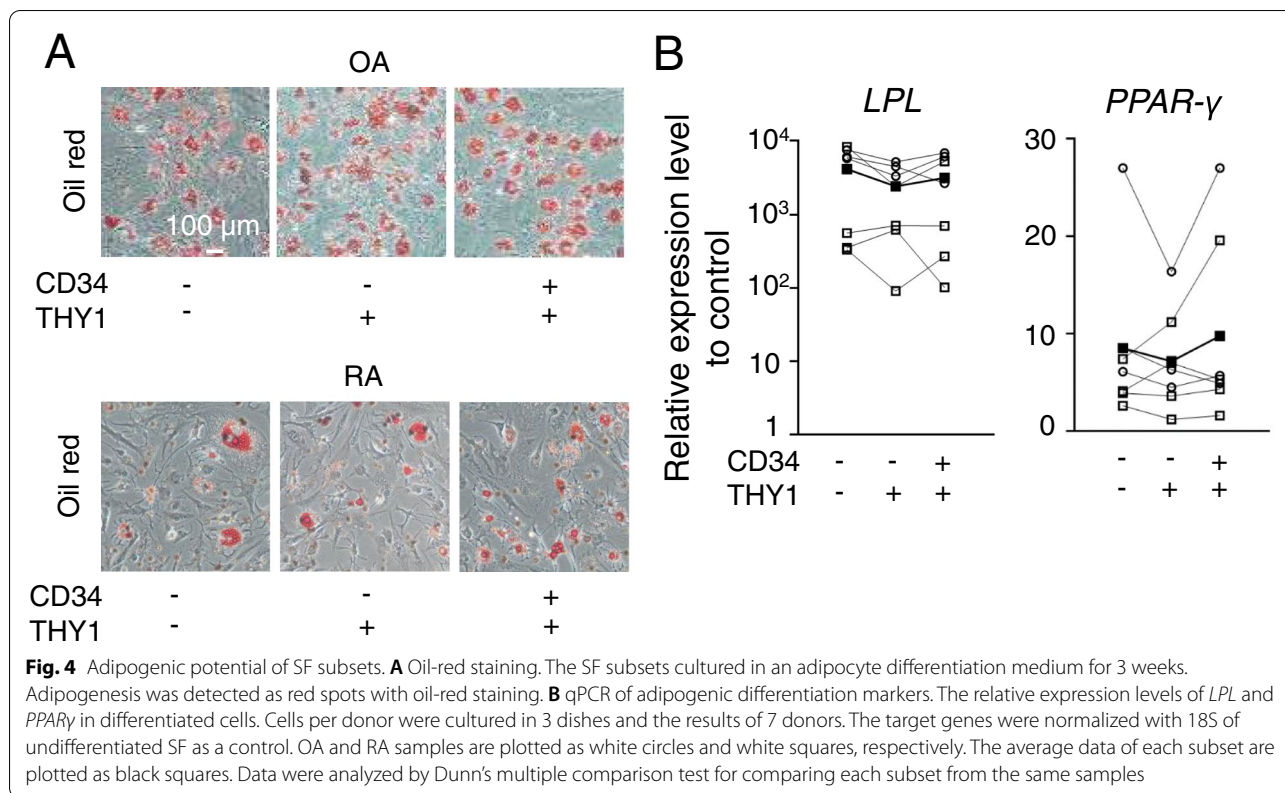 A
OA
Oil red
100 µm
CD34 - - +
THY1 - + +
RA
Oil red
CD34 - - +
THY1 - + +
B
LPL
Relative expression level
to control
10⁴
10³
10²
10
1
CD34 - - +
THY1 - + +
PPAR-γ
30
20
10
0
- - +
- + +
Fig. 4 Adipogenic potential of SF subsets. A Oil-red staining. The SF subsets cultured in an adipocyte differentiation medium for 3 weeks.
Adipogenesis was detected as red spots with oil-red staining. B qPCR of adipogenic differentiation markers. The relative expression levels of LPL and
PPARγ in differentiated cells. Cells per donor were cultured in 3 dishes and the results of 7 donors. The target genes were normalized with 18S of
undifferentiated SF as a control. OA and RA samples are plotted as white circles and white squares, respectively. The average data of each subset are
plotted as black squares. Data were analyzed by Dunn's multiple comparison test for comparing each subset from the same samples